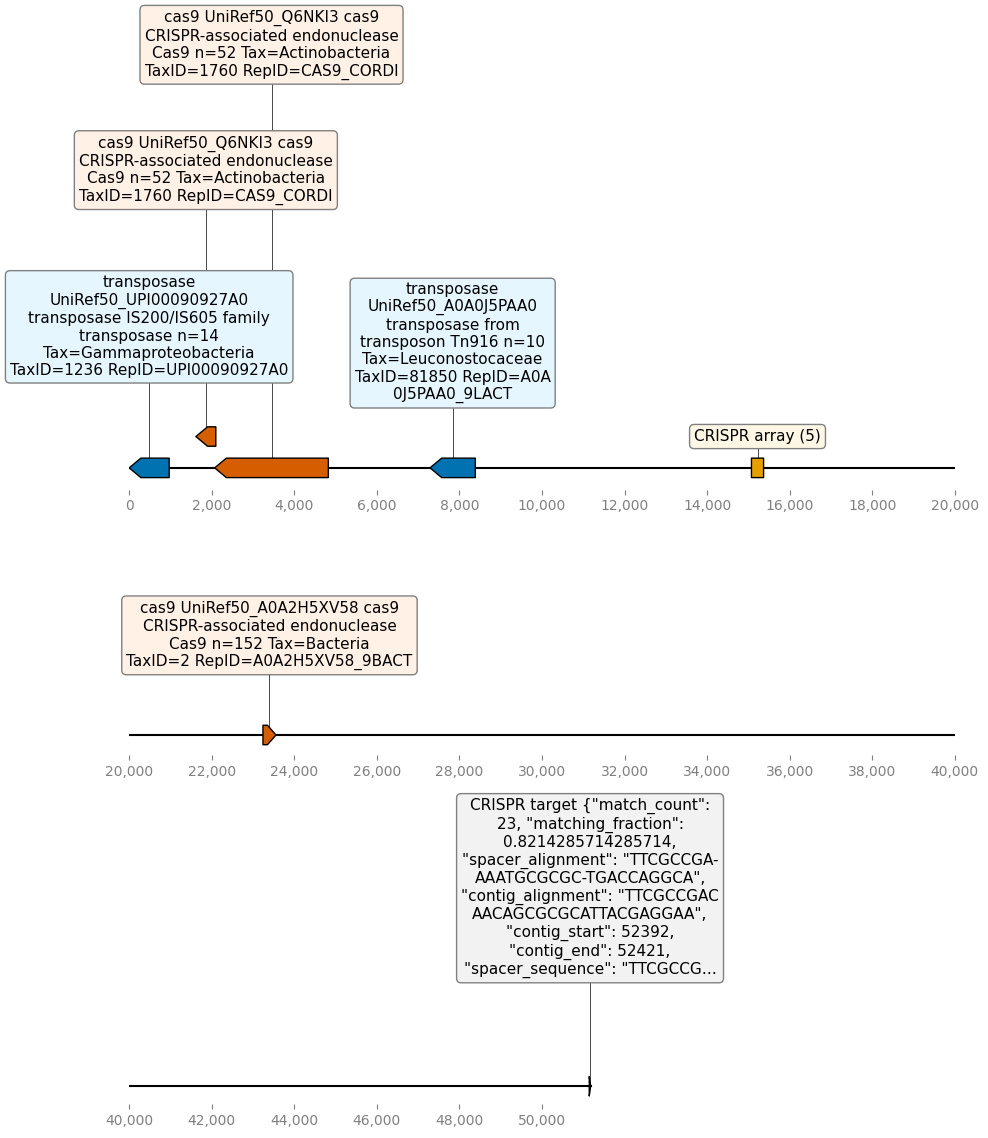 cas9 UniRef50_Q6NKI3 cas9
CRISPR-associated endonuclease
Cas9 n=52 Tax=Actinobacteria
TaxID=1760 RepID=CAS9_CORDI
cas9 UniRef50_Q6NKI3 cas9
CRISPR-associated endonuclease
Cas9 n=52 Tax=Actinobacteria
TaxID=1760 RepID=CAS9_CORDI
transposase
UniRef50_UPI00090927A0
transposase IS200/IS605 family
transposase n=14
Tax=Gammaproteobacteria
TaxID=1236 RepID=UPI00090927A0
transposase
UniRef50_A0A0J5PAA0
transposase from
transposon Tn916 n=10
Tax=Leuconostocaceae
TaxID=81850 RepID=A0A
0J5PAA0_9LACT
CRISPR array (5)
0 2,000 4,000 6,000 8,000 10,000 12,000 14,000 16,000 18,000 20,000
cas9 UniRef50_A0A2H5XV58 cas9
CRISPR-associated endonuclease
Cas9 n=152 Tax=Bacteria
TaxID=2 RepID=A0A2H5XV58_9BACT
20,000 22,000 24,000 26,000 28,000 30,000 32,000 34,000 36,000 38,000 40,000
CRISPR target {"match_count":
23, "matching_fraction":
0.8214285714285714,
"spacer_alignment": "TTCGCCGA-
AAATGCGCGC-TGACCAGGCA",
"contig_alignment": "TTCGCCGAC
AACAGCGCGCATTACGAGGAA",
"contig_start": 52392,
"contig_end": 52421,
"spacer_sequence": "TTCGCCG...
40,000 42,000 44,000 46,000 48,000 50,000